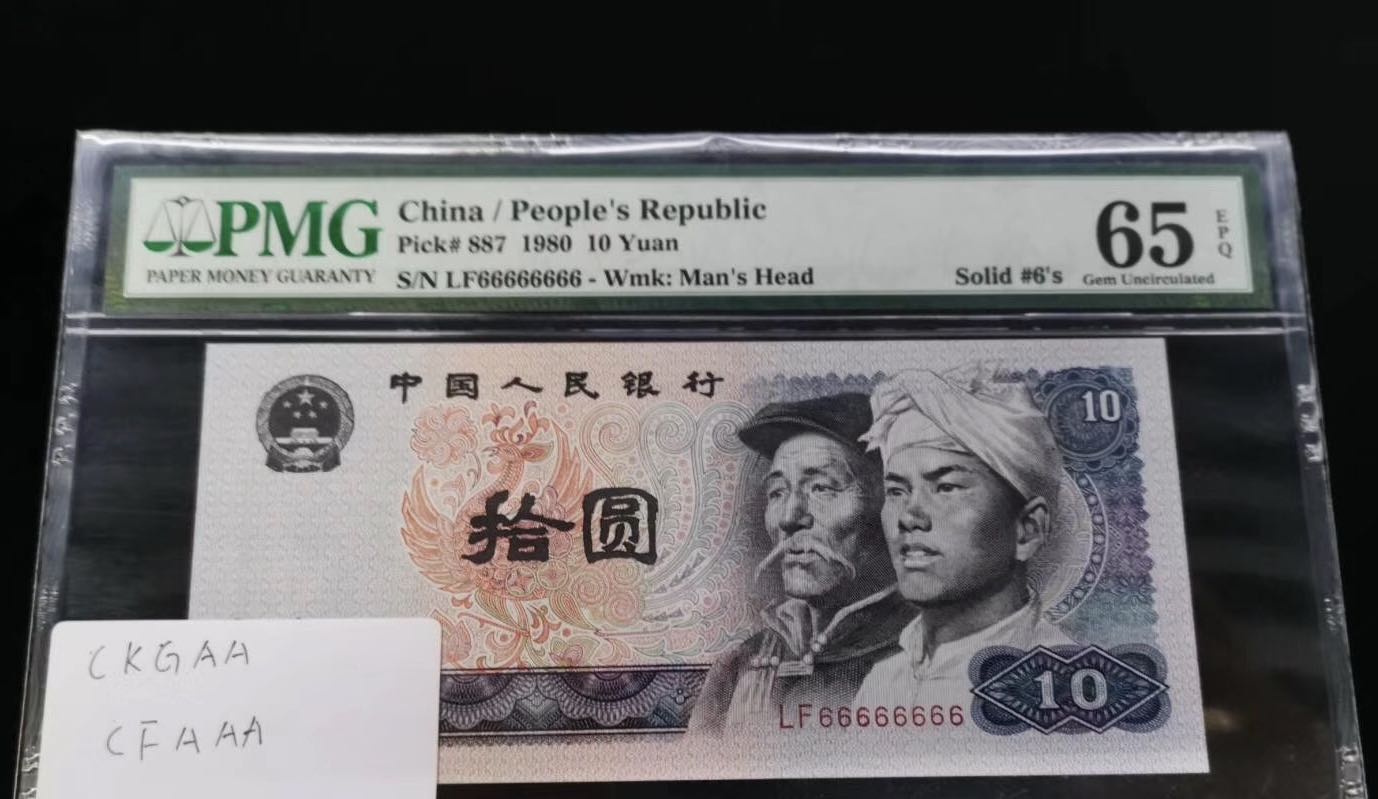 PMG
PAPER MONEY GUARANTY
China / People's Republic
Pick# 887 1980 10 Yuan
S/N LF66666666 - Wmk: Man's Head
Solid #6's
65
EPQ
Gem Uncirculated
中国人民银行
10
拾圆
LF66666666
10
CKGAA
CFAAA